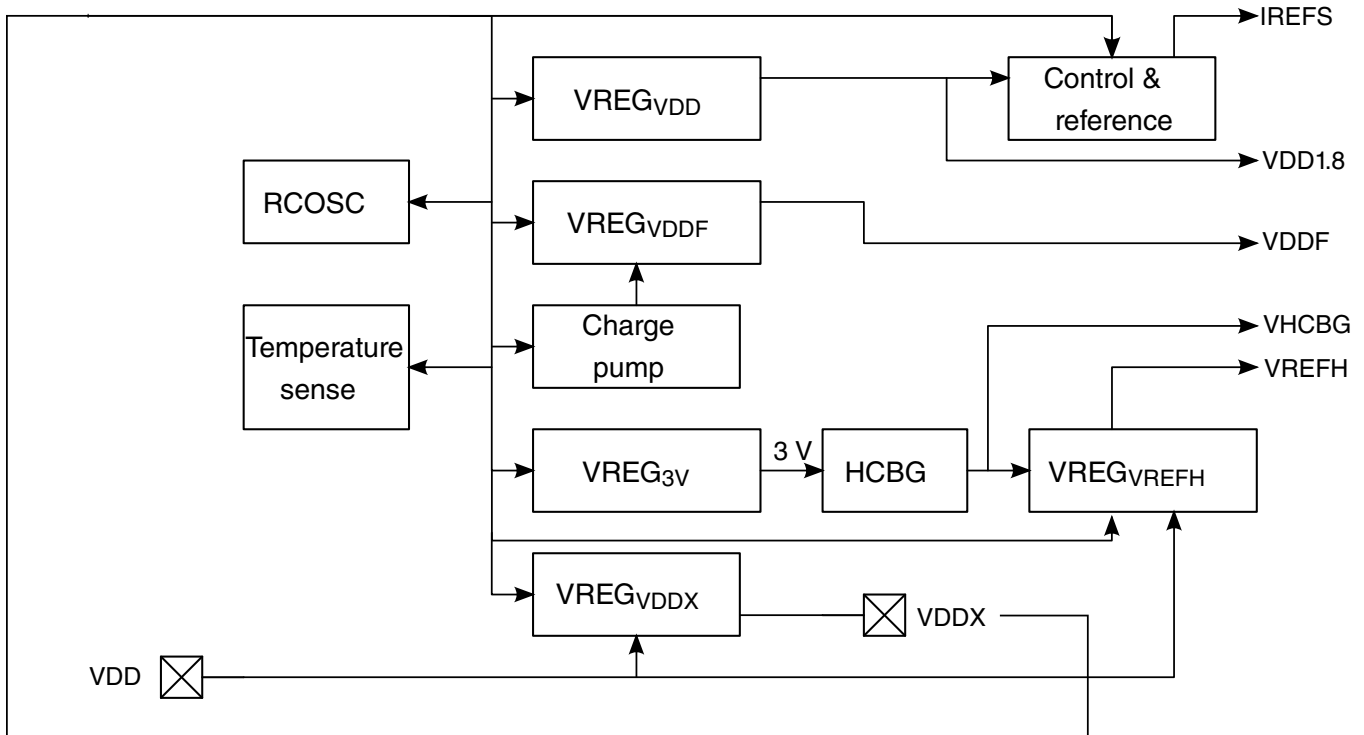 IREFS
VREGVDD
Control &
reference
VDD1.8
RCOSC
VREGVDDF
VDDF
Temperature
sense
Charge
pump
VHCBG
VREFH
VREG3V
3 V
HCBG
VREGVREFH
VREGVDDX
VDDX
VDD